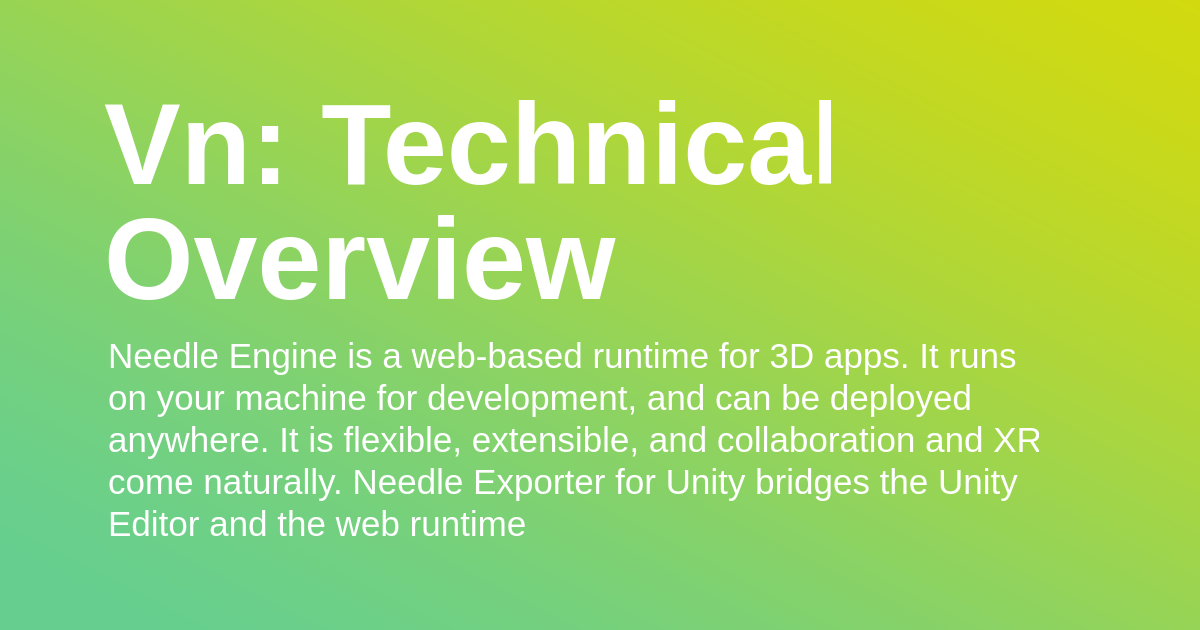 Vn: Technical
Overview
Needle Engine is a web-based runtime for 3D apps. It runs
on your machine for development, and can be deployed
anywhere. It is flexible, extensible, and collaboration and XR
come naturally. Needle Exporter for Unity bridges the Unity
Editor and the web runtime